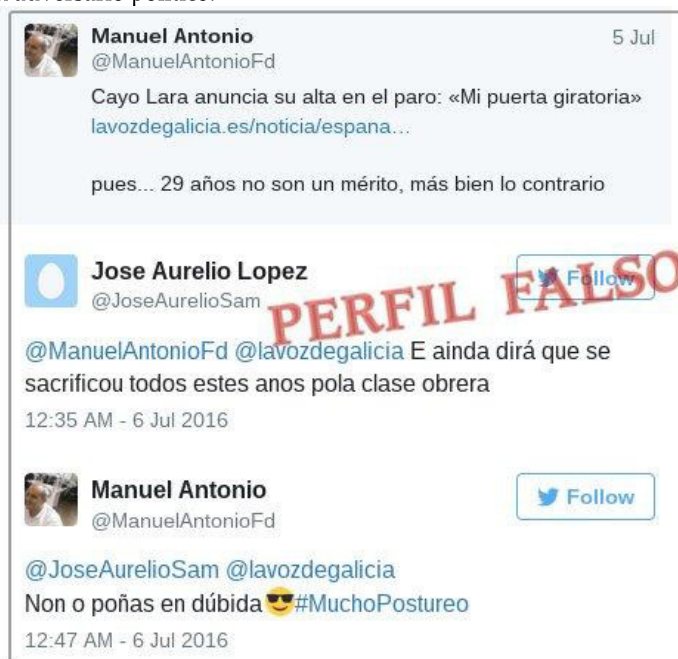 Manuel Antonio
5 Jul
@ManuelAntonioFd
Cayo Lara anuncia su alta en el paro: «Mi puerta giratoria»
lavozdegalicia.es/noticia/espana…
pues... 29 años no son un mérito, más bien lo contrario
Jose Aurelio Lopez
Follow
@JoseAurelioSam
PERFIL FALSO
@ManuelAntonioFd @lavozdegalicia E ainda dirá que se
sacrificou todos estes anos pola clase obrera
12:35 AM - 6 Jul 2016
Manuel Antonio
Follow
@ManuelAntonioFd
@JoseAurelioSam @lavozdegalicia
Non o poñas en dúbida😎#MuchoPostureo
12:47 AM - 6 Jul 2016